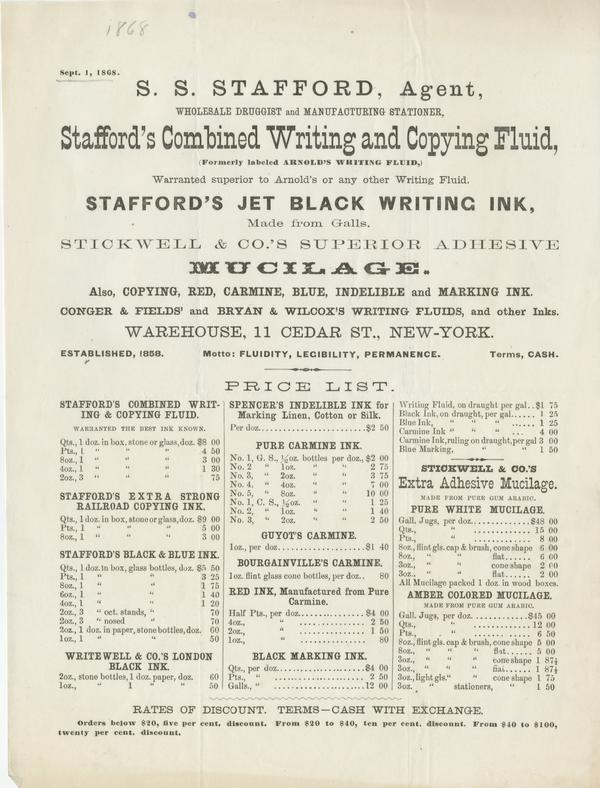 1868
Sept. 1, 1868.
S. S. STAFFORD, Agent,
WHOLESALE DRUGGIST and MANUFACTURING STATIONER,
Stafford's Combined Writing and Copying Fluid,
(Formerly labeled ARNOLD'S WRITING FLUID,)
Warranted superior to Arnold's or any other Writing Fluid.
STAFFORD'S JET BLACK WRITING INK,
Made from Galls.
STICKWELL & CO.'S SUPERIOR ADHESIVE
MUCILAGE.
Also, COPYING, RED, CARMINE, BLUE, INDELIBLE and MARKING INK.
CONGER & FIELDS' and BRYAN & WILCOX'S WRITING FLUIDS, and other Inks.
WAREHOUSE, 11 CEDAR ST., NEW-YORK.
ESTABLISHED, 1858. Motto: FLUIDITY, LEGIBILITY, PERMANENCE. Terms, CASH.
PRICE LIST.
STAFFORD'S COMBINED WRIT-
ING & COPYING FLUID.
WARRANTED THE BEST INK KNOWN.
Qts., 1 doz. in box, stone or glass, doz. $8 00
Pts., 1 " " " 4 50
8oz., 1 " " " 3 00
4oz., 1 " " " 1 30
2oz., 3 " " " 75
STAFFORD'S EXTRA STRONG
RAILROAD COPYING INK.
Qts., 1 doz. in box, stone or glass, doz. $9 00
Pts., 1 " " " 5 00
8oz., 1 " " " 3 00
STAFFORD'S BLACK & BLUE INK.
Qts., 1 doz. in box, glass bottles, doz. $5 50
Pts., 1 " " 3 25
8oz., 1 " " 1 75
6oz., 1 " " 1 40
4oz., 1 " " 1 20
2oz., 3 " oct. stands, " 70
2oz., 3 " nosed " 70
2oz., 1 doz. in paper, stone bottles, doz. 60
1oz., 1 " " 50
WRITEWELL & CO.'S LONDON
BLACK INK.
2oz., stone bottles, 1 doz. paper, doz. 60
1oz., " 1 " " 50
SPENCER'S INDELIBLE INK for
Marking Linen, Cotton or Silk.
Per doz. $2 50
PURE CARMINE INK.
No. 1, G. S., ½oz. bottles per doz., $2 00
No. 2 " 1oz. " " 2 75
No. 3, " 2oz. " " 3 75
No. 4, " 4oz. " " 7 00
No. 5, " 8oz. " " 10 00
No. 1, C. S., ½oz. " " 1 25
No. 2, " 1oz. " " 1 40
No. 3, " 2oz. " " 2 50
GUYOT'S CARMINE.
1oz., per doz. $1 40
BOURGAINVILLE'S CARMINE,
1oz. flint glass cone bottles, per doz. 80
RED INK, Manufactured from Pure
Carmine.
Half Pts., per doz. $4 00
4oz., " 2 50
2oz., " 1 50
1oz., " 80
BLACK MARKING INK.
Qts., per doz. $4 00
Pts., " 2 50
Galls., " 12 00
Writing Fluid, on draught per gal. $1 75
Black Ink, on draught, per gal. 1 25
Blue Ink, " " " 1 25
Carmine Ink " " " 4 00
Carmine Ink, ruling on draught, per gal 3 00
Blue Marking, " " 1 50
STICKWELL & CO.'S
Extra Adhesive Mucilage.
MADE FROM PURE GUM ARABIC.
PURE WHITE MUCILAGE.
Gall. Jugs, per doz. $48 00
Qts., " 15 00
Pts., " 8 00
8oz., flint gls. cap & brush, cone shape 6 00
8oz., " " " flat 6 00
3oz., " " " cone shape 2 00
3oz., " " " flat 2 00
All Mucilage packed 1 doz. in wood boxes.
AMBER COLORED MUCILAGE.
MADE FROM PURE GUM ARABIC.
Gall. Jugs, per doz. $45 00
Qts., " 12 00
Pts., " 6 50
8oz., flint gls. cap & brush, cone shape 5 00
8oz., " " " flat 5 00
3oz., " " " cone shape 1 87½
3oz., " " " flat 1 87½
3oz., light gls. " cone shape 1 75
3oz., " stationers, " 1 50
RATES OF DISCOUNT. TERMS—CASH WITH EXCHANGE.
Orders below $20, five per cent. discount. From $20 to $40, ten per cent. discount. From $40 to $100,
twenty per cent. discount.